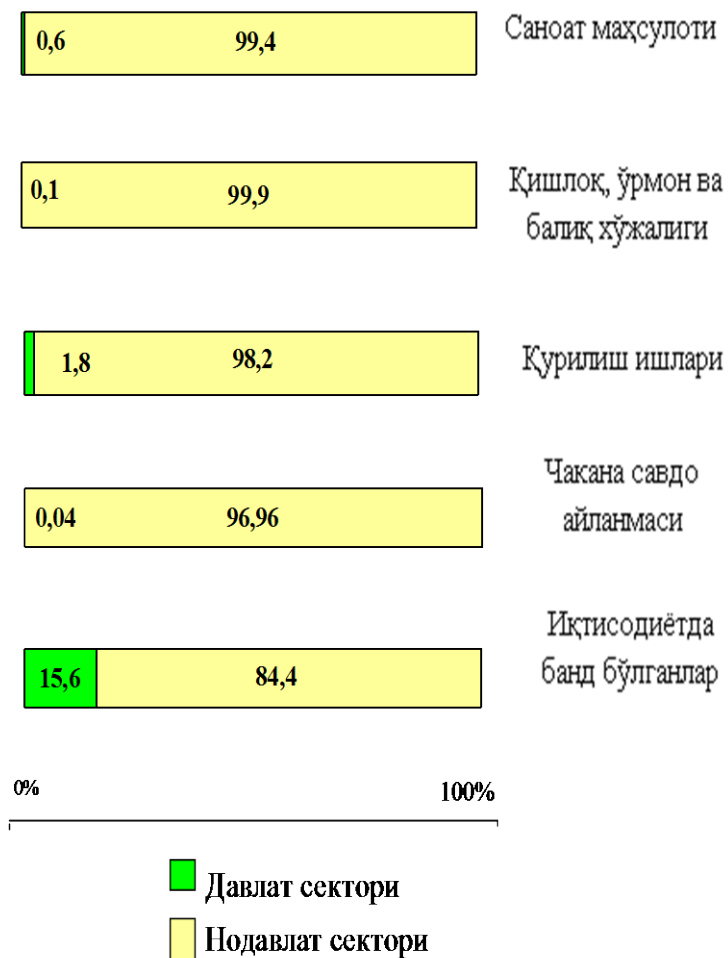 0,6 99,4 Саноат маҳсулоти
0,1 99,9 Қишлоқ, ўрмон ва
балиқ хўжалиги
1,8 98,2 Қурилиш ишлари
Чакана савдо
0,04 96,96 айланмаси
Иқтисодиётда
15,6 84,4 банд бўлганлар
0% 100%
Давлат сектори
Нодавлат сектори